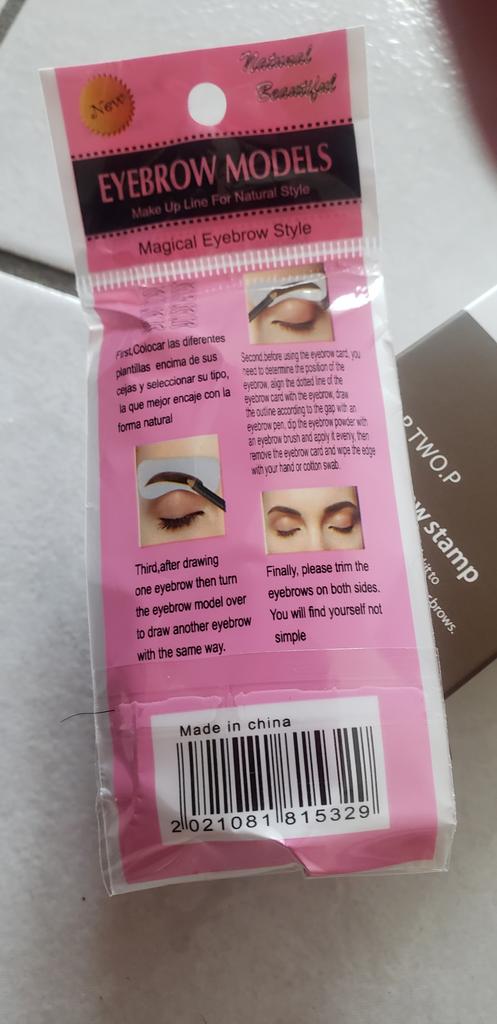 New
Natural
Beautiful
EYEBROW MODELS
Make Up Line For Natural Style
Magical Eyebrow Style
First,Colocar las diferentes
plantillas encima de sus
cejas y seleccionar su tipo,
la que mejor encaje con la
forma natural
Second,before using the eyebrow card, you
need to determine the position of the
eyebrow, align the dotted line of the
eyebrow card with the eyebrow, draw
the outline according to the gap with an
eyebrow pen, dip the eyebrow powder with
an eyebrow brush and apply it evenly, then
remove the eyebrow card and wipe the edge
with your hand or cotton swab.
Third,after drawing
one eyebrow then turn
the eyebrow model over
to draw another eyebrow
with the same way.
Finally, please trim the
eyebrows on both sides.
You will find yourself not
simple
Made in china
2 021081 815329
TWO.P
stamp